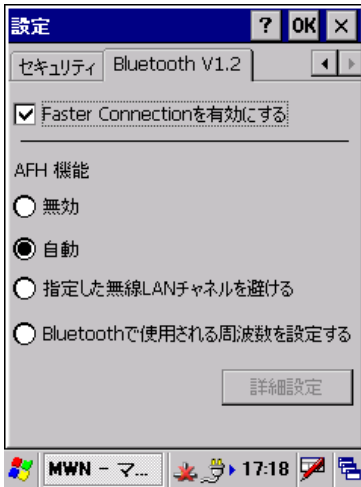 設定 ? OK ×
セキュリティ Bluetooth V1.2
Faster Connectionを有効にする
AFH 機能
無効
自動
指定した無線LANチャネルを避ける
Bluetoothで使用される周波数を設定する
詳細設定
MWN - マ... 17:18